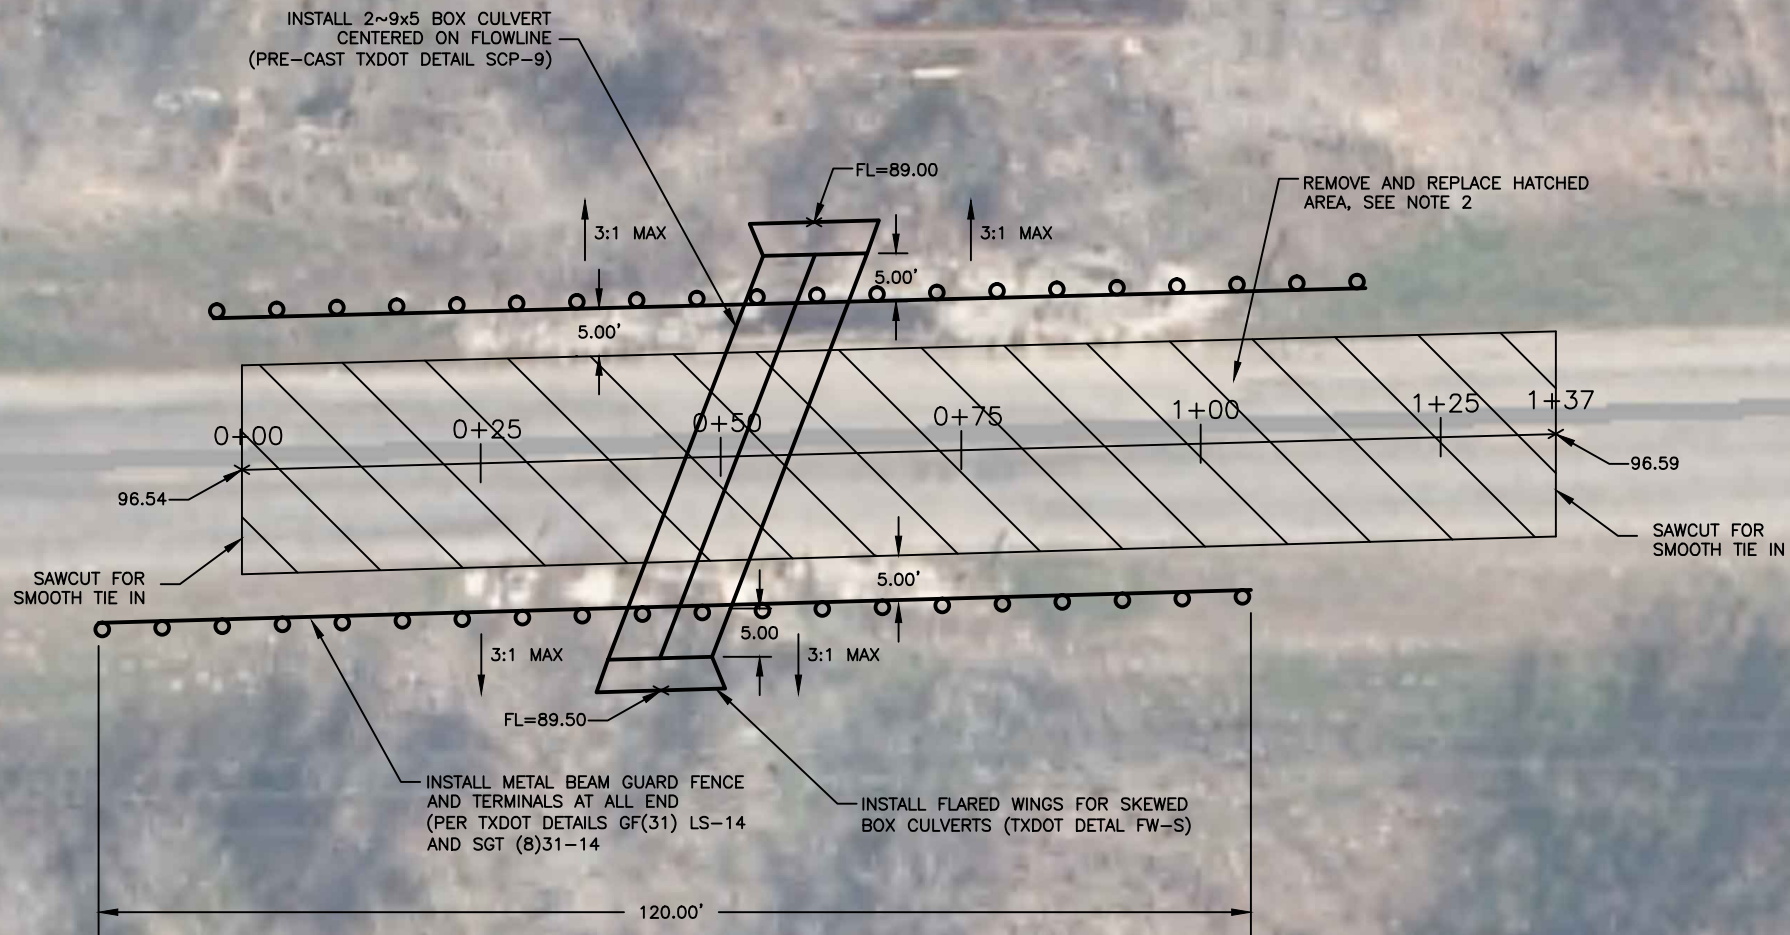 INSTALL 2~9x5 BOX CULVERT
CENTERED ON FLOWLINE
(PRE-CAST TXDOT DETAIL SCP-9)
FL=89.00
REMOVE AND REPLACE HATCHED
AREA, SEE NOTE 2
3:1 MAX
3:1 MAX
5.00'
5.00'
0+00
0+25
0+50
0+75
1+00
1+25
1+37
96.54
96.59
SAWCUT FOR
SMOOTH TIE IN
SAWCUT FOR
SMOOTH TIE IN
5.00'
5.00
3:1 MAX
3:1 MAX
FL=89.50
INSTALL METAL BEAM GUARD FENCE
AND TERMINALS AT ALL END
(PER TXDOT DETAILS GF(31) LS-14
AND SGT (8)31-14
INSTALL FLARED WINGS FOR SKEWED
BOX CULVERTS (TXDOT DETAL FW-S)
120.00'